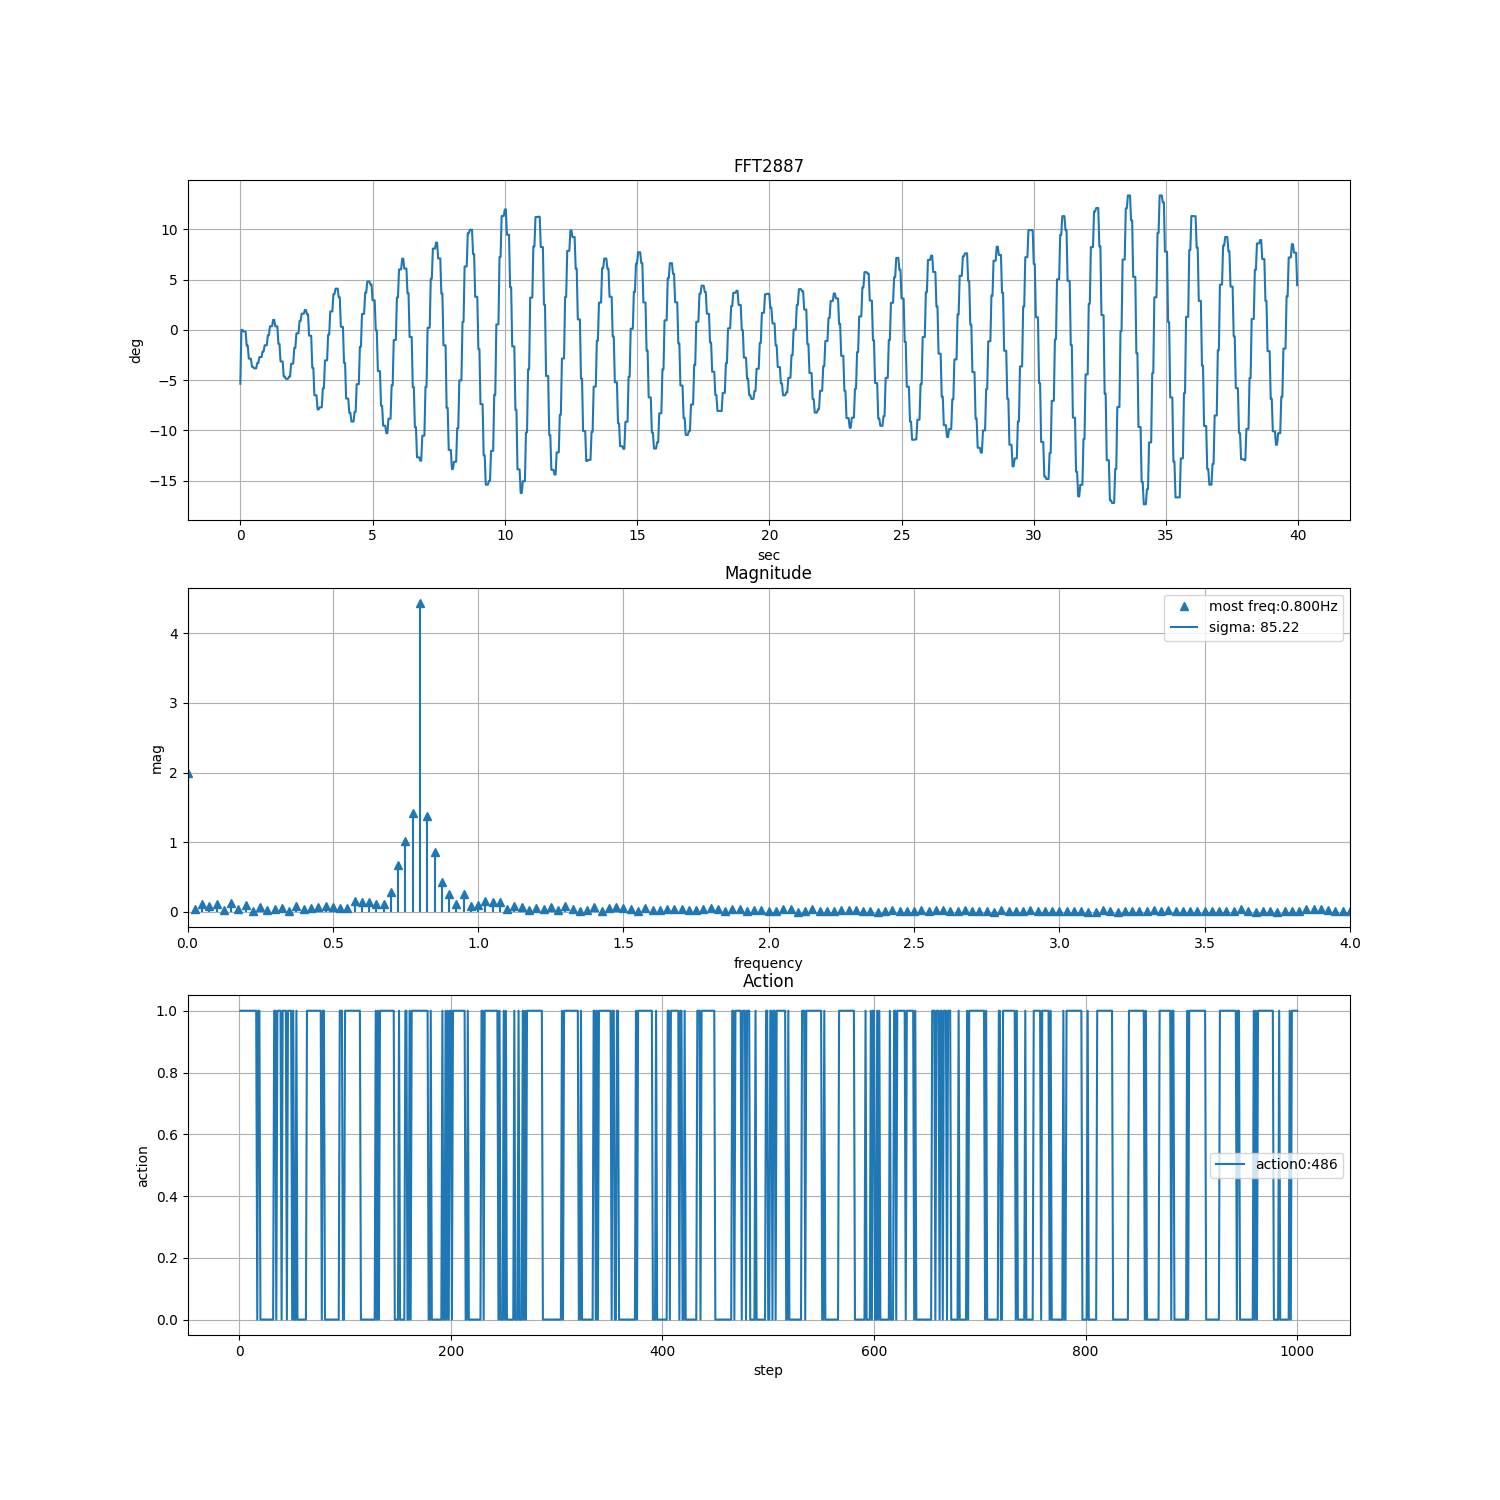 FFT2887
10
5
0
−5
−10
−15
deg
0 5 10 15 20 25 30 35 40
sec
Magnitude
most freq:0.800Hz
sigma: 85.22
4
3
2
1
0
mag
0.0 0.5 1.0 1.5 2.0 2.5 3.0 3.5 4.0
frequency
Action
1.0
0.8
0.6
0.4
0.2
0.0
action
action0:486
0 200 400 600 800 1000
step